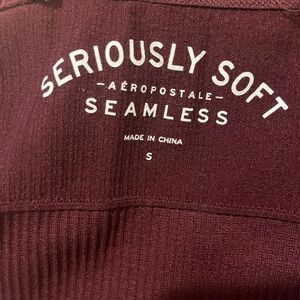 SERIOUSLY SOFT
-AÉROPOSTALE-
SEAMLESS
MADE IN CHINA
S